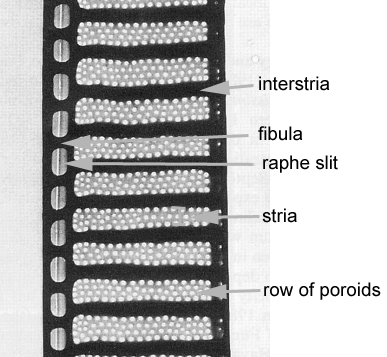 interstria
fibula
raphe slit
stria
row of poroids